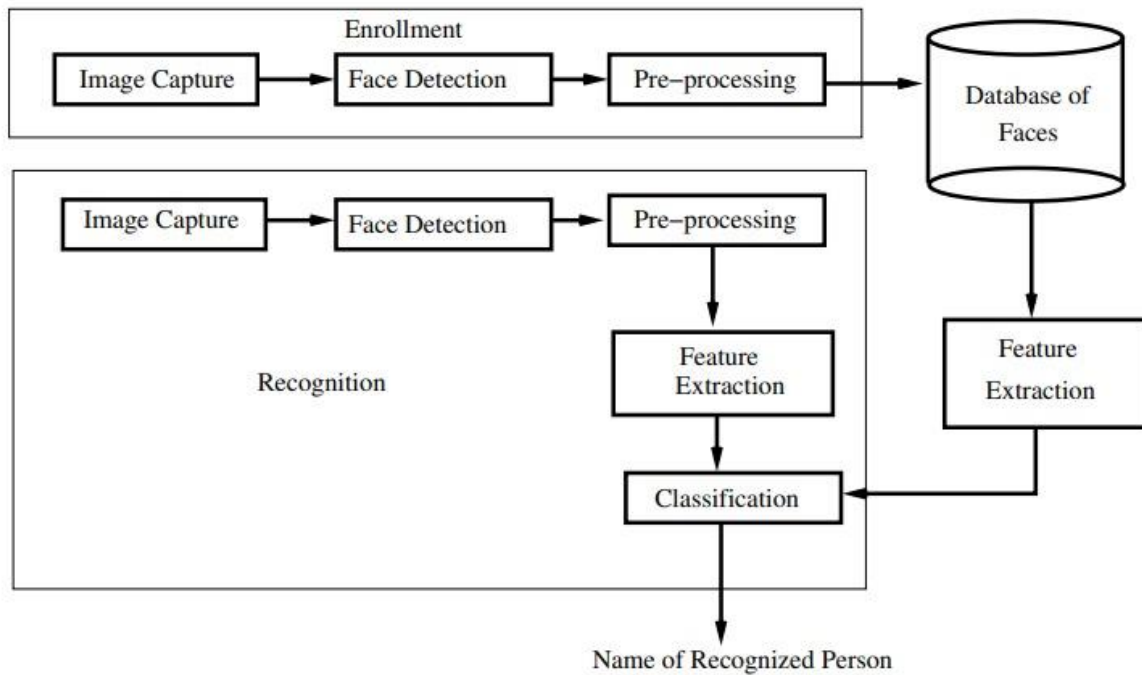 Enrollment
Image Capture
Face Detection
Pre–processing
Database of
Faces
Image Capture
Face Detection
Pre–processing
Feature
Extraction
Feature
Extraction
Recognition
Classification
Name of Recognized Person